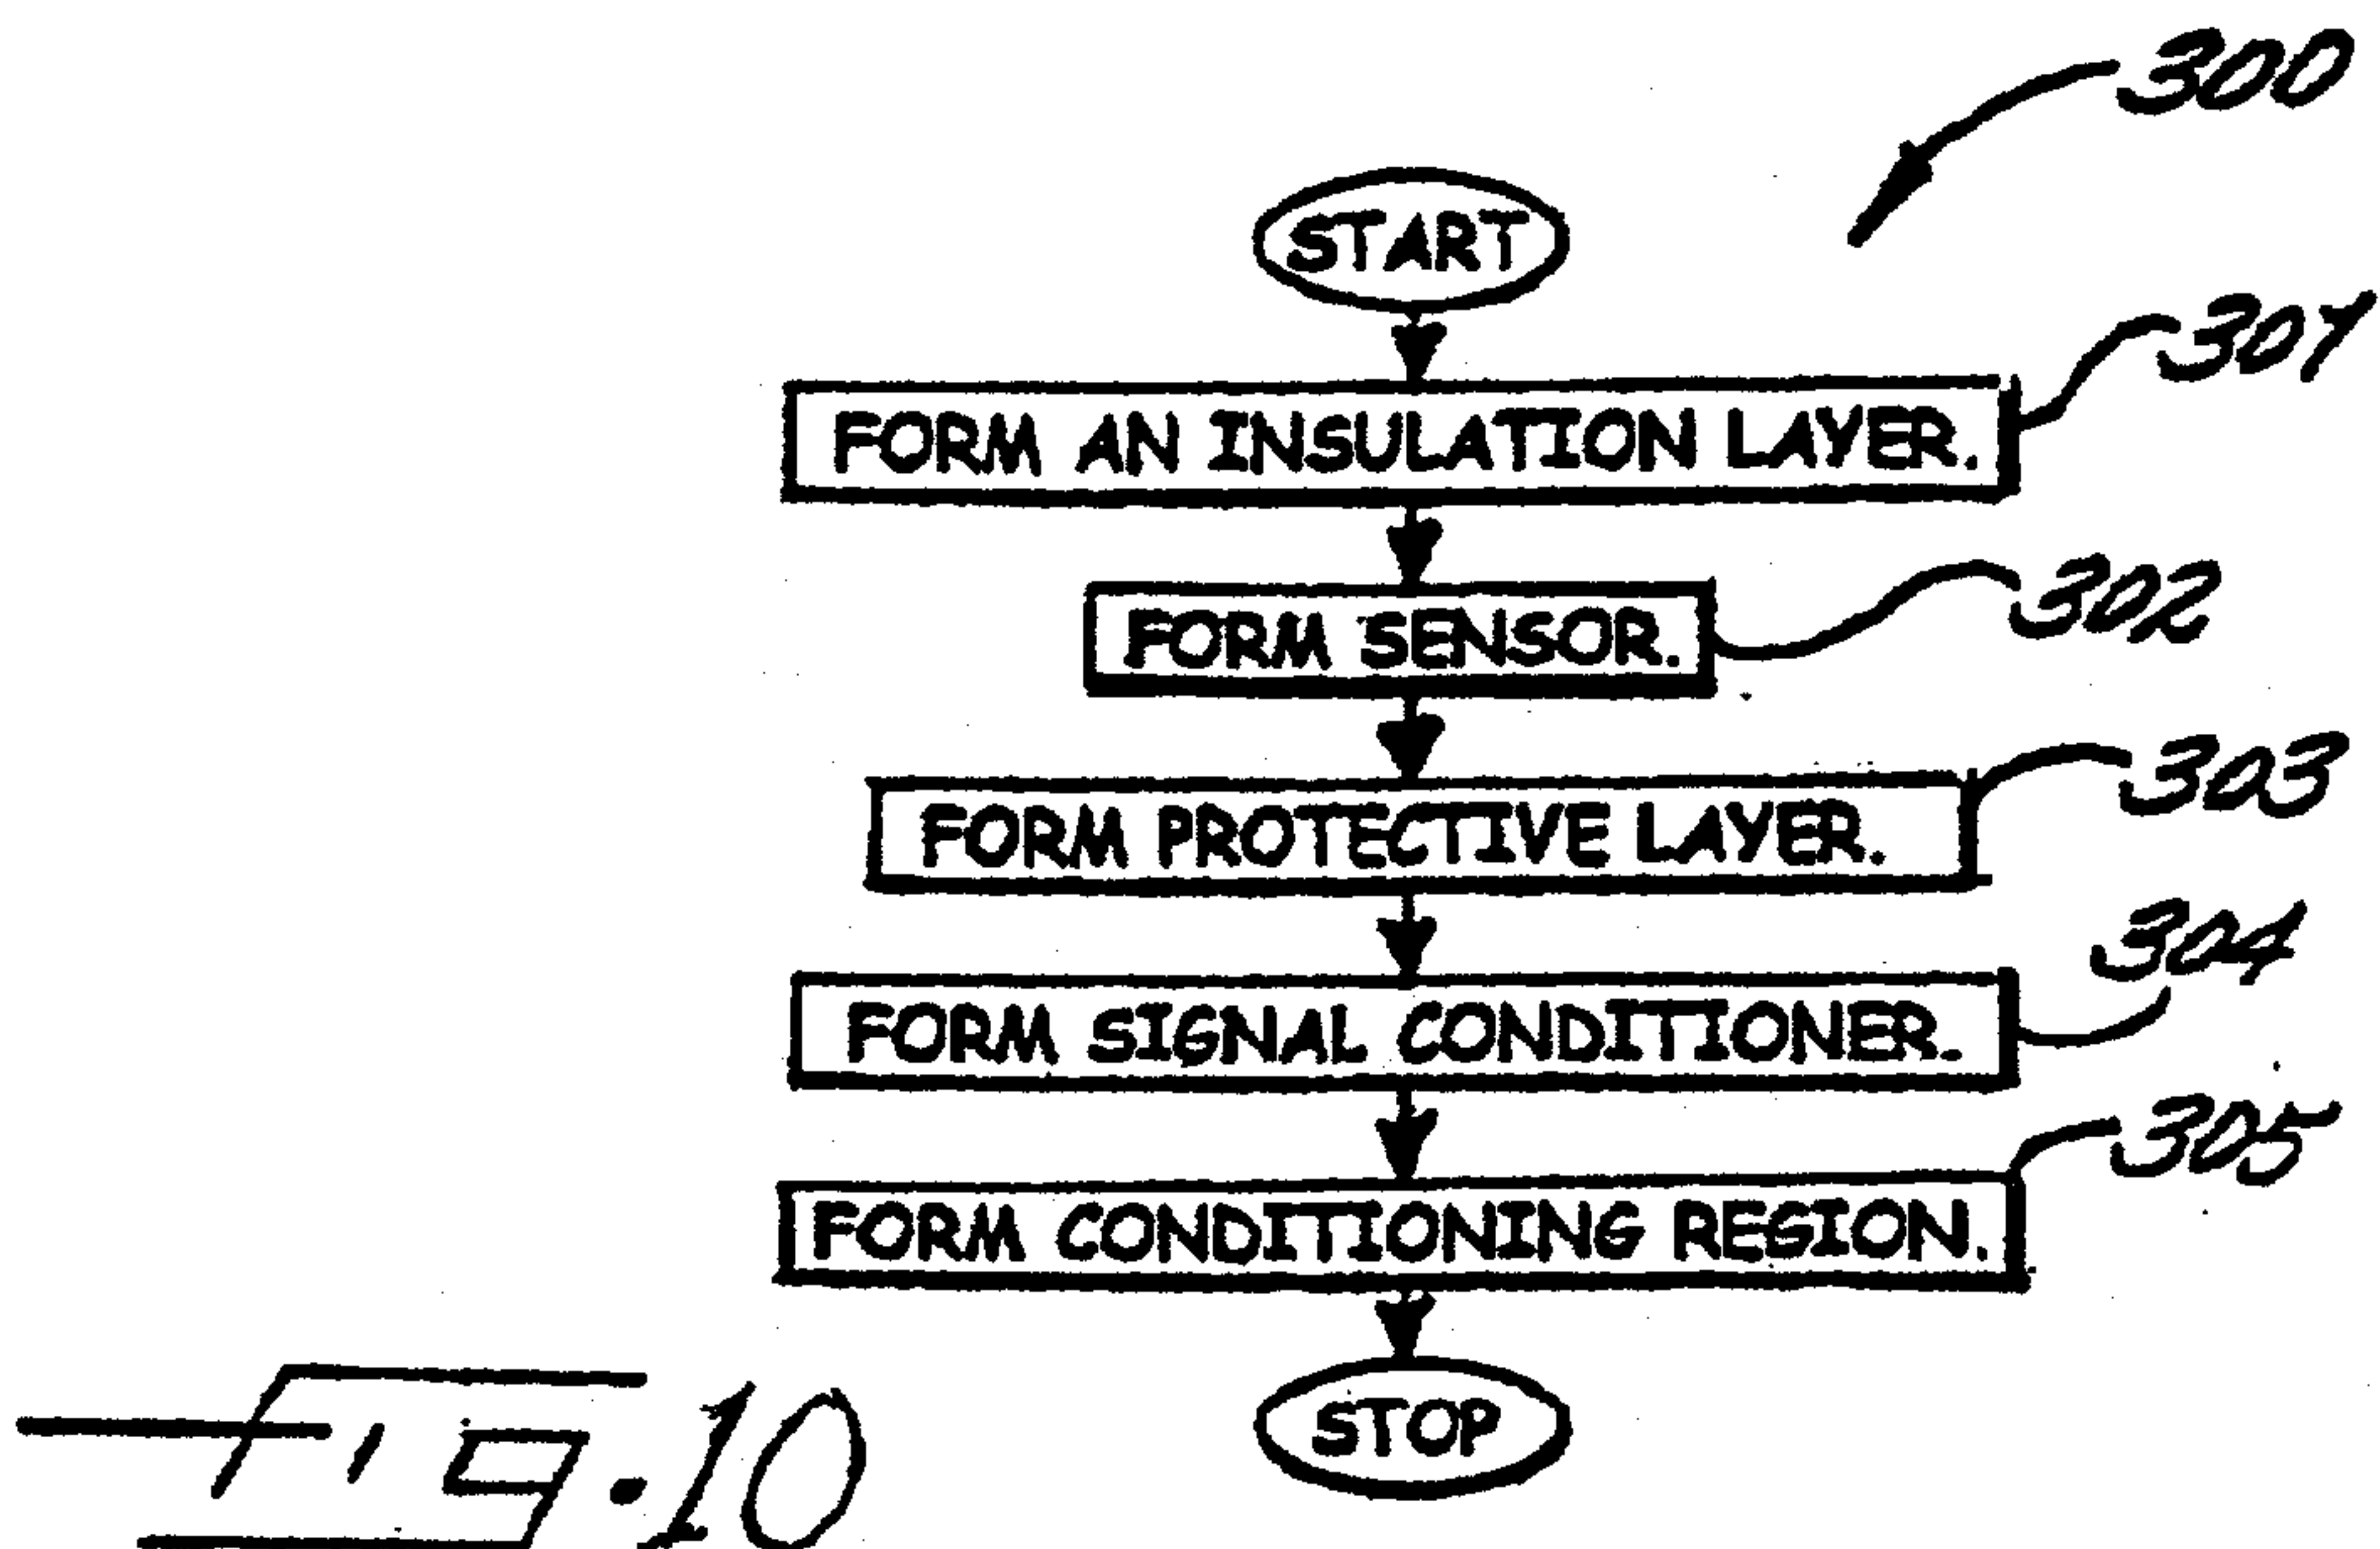 300
START
301
FORM AN INSULATION LAYER.
302
FORM SENSOR.
303
FORM PROTECTIVE LAYER.
304
FORM SIGNAL CONDITIONER.
305
FORM CONDITIONING REGION.
STOP
Fig. 10